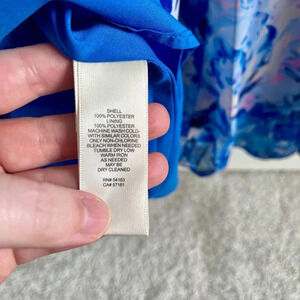 SHELL
100% POLYESTER
LINING
100% POLYESTER
MACHINE WASH COLD
WITH SIMILAR COLORS
ONLY NON-CHLORINE
BLEACH WHEN NEEDED
TUMBLE DRY LOW
WARM IRON
AS NEEDED
MAY BE
DRY CLEANED
RN# 54163
CA# 57181